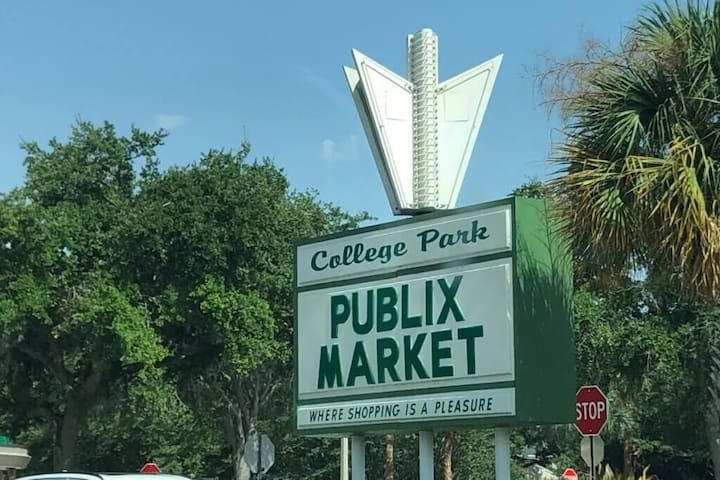 College Park
PUBLIX
MARKET
WHERE SHOPPING IS A PLEASURE
STOP